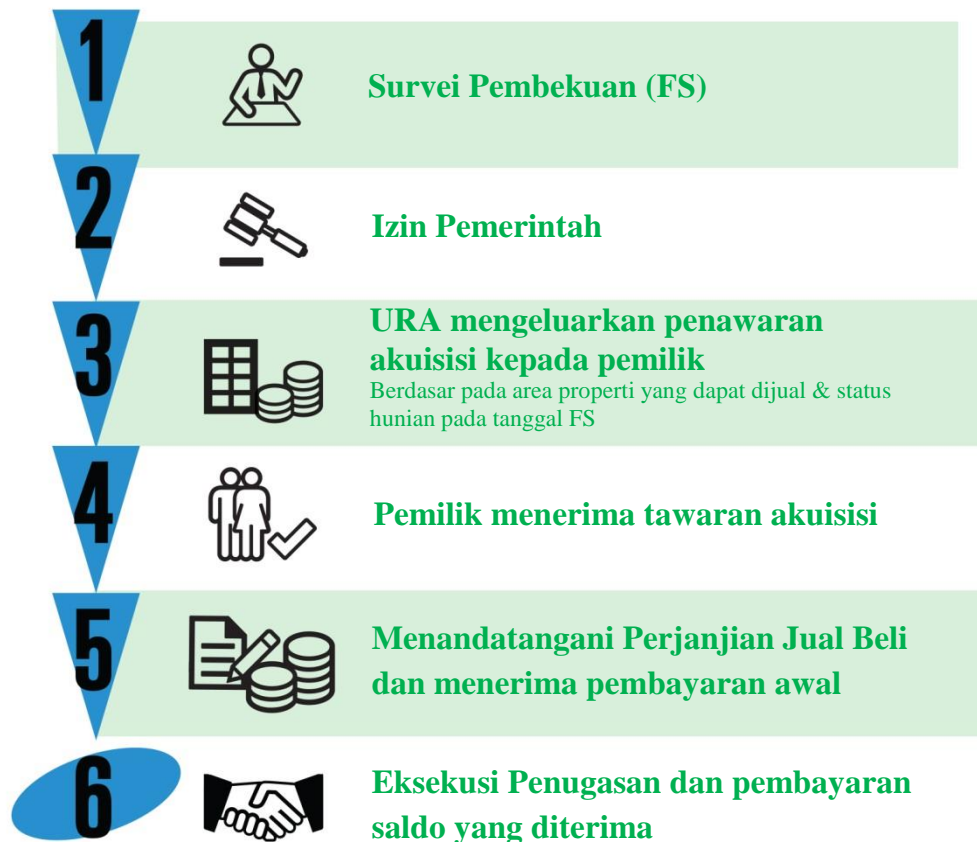 1
Survei Pembekuan (FS)
2
Izin Pemerintah
3
URA mengeluarkan penawaran
akuisisi kepada pemilik
Berdasar pada area properti yang dapat dijual & status
hunian pada tanggal FS
4
Pemilik menerima tawaran akuisisi
5
Menandatangani Perjanjian Jual Beli
dan menerima pembayaran awal
6
Eksekusi Penugasan dan pembayaran
saldo yang diterima